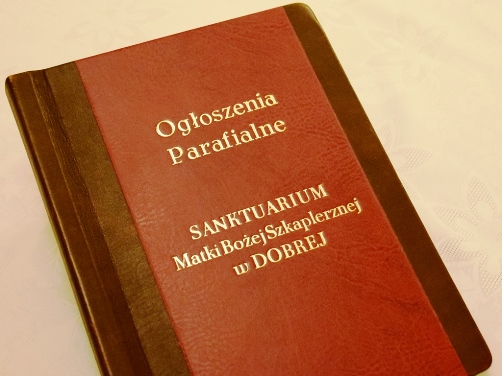 Ogłoszenia
Parafialne
SANKTUARIUM
Matki Bożej Szkaplerznej
w DOBREJ